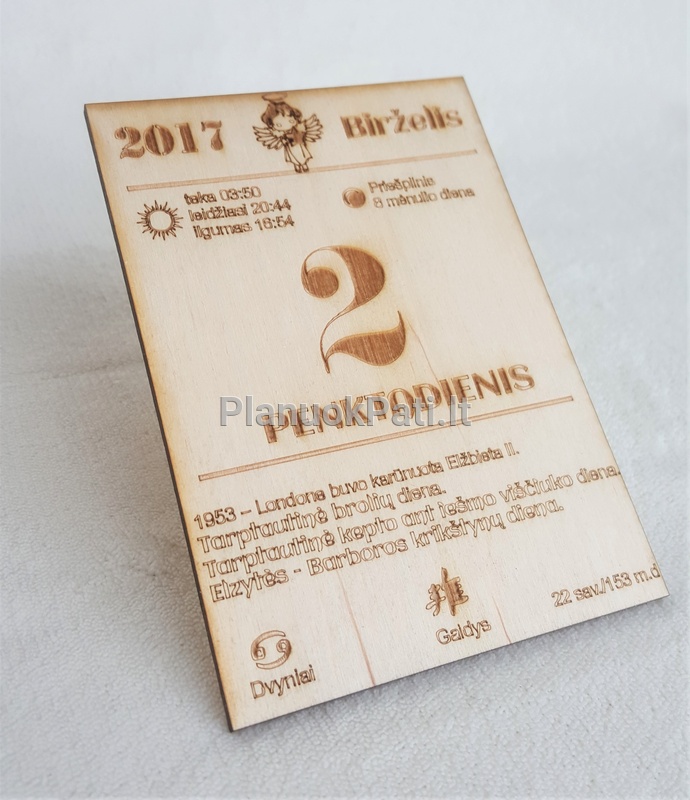 2017 Birželis
teka 03:50
leidžiasi 20:44
ilgumas 16:54
Priešpilnis
8 mėnulio diena
2
PENKTADIENIS
PlanuokPati.lt
1953 – Londone buvo karūnuota Elžbieta II.
Tarptautinė brolių diena.
Tarptautinė kepto ant iešmo viščiuko diena.
Elzytės - Barboros krikštynų diena.
Dvyniai
Galdys
22 sav./153 m.d